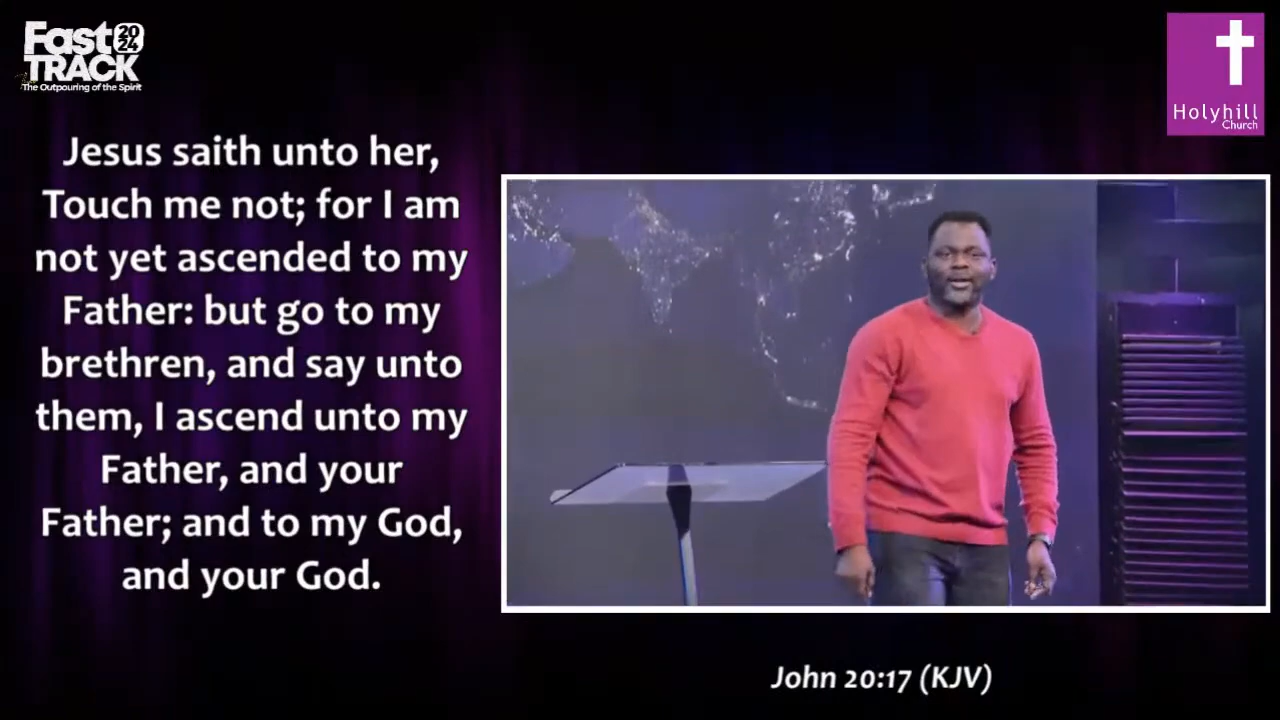 Fast 20
24
TRACK
The Outpouring of the Spirit
Holyhill
Church
Jesus saith unto her,
Touch me not; for I am
not yet ascended to my
Father: but go to my
brethren, and say unto
them, I ascend unto my
Father, and your
Father; and to my God,
and your God.
John 20:17 (KJV)